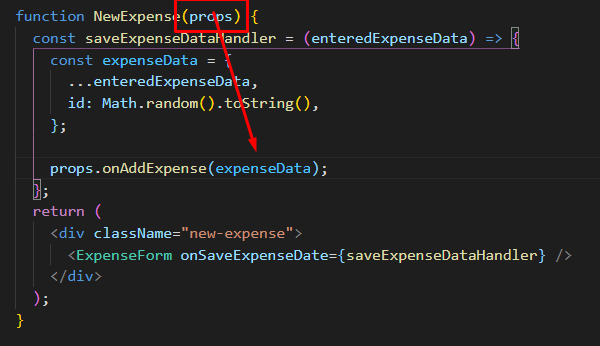 function NewExpense(props) {
const saveExpenseDataHandler = (enteredExpenseData) => {
const expenseData = {
...enteredExpenseData,
id: Math.random().toString(),
};
props.onAddExpense(expenseData);
};
return (
<div className="new-expense">
<ExpenseForm onSaveExpenseDate={saveExpenseDataHandler} />
</div>
);
}